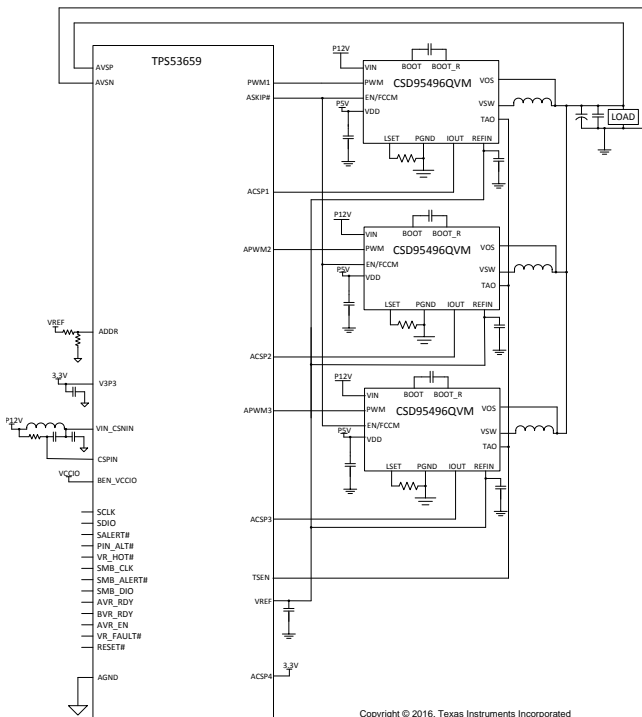 TPS53659
AVSP
AVSN
PWM1
ASKIP#
ACSP1
APWM2
ACSP2
APWM3
ACSP3
TSEN
VREF
ACSP4
3.3V
VREF
ADDR
3.3V
V3P3
P12V
VIN_CSNIN
CSPIN
VCCIO
BEN_VCCIO
SCLK
SDIO
SALERT#
PIN_ALT#
VR_HOT#
SMB_CLK
SMB_ALERT#
SMB_DIO
AVR_RDY
BVR_RDY
AVR_EN
VR_FAULT#
RESET#
AGND
P12V
VIN
BOOT
BOOT_R
VOS
PWM
CSD95496QVM
EN/FCCM
VSW
P5V
VDD
TAO
LSET
PGND
IOUT
REFIN
LOAD
P12V
VIN
BOOT
BOOT_R
VOS
PWM
CSD95496QVM
EN/FCCM
VSW
P5V
VDD
TAO
LSET
PGND
IOUT
REFIN
P12V
VIN
BOOT
BOOT_R
VOS
PWM
CSD95496QVM
EN/FCCM
VSW
P5V
VDD
TAO
LSET
PGND
IOUT
REFIN
Copyright © 2016, Texas Instruments Incorporated